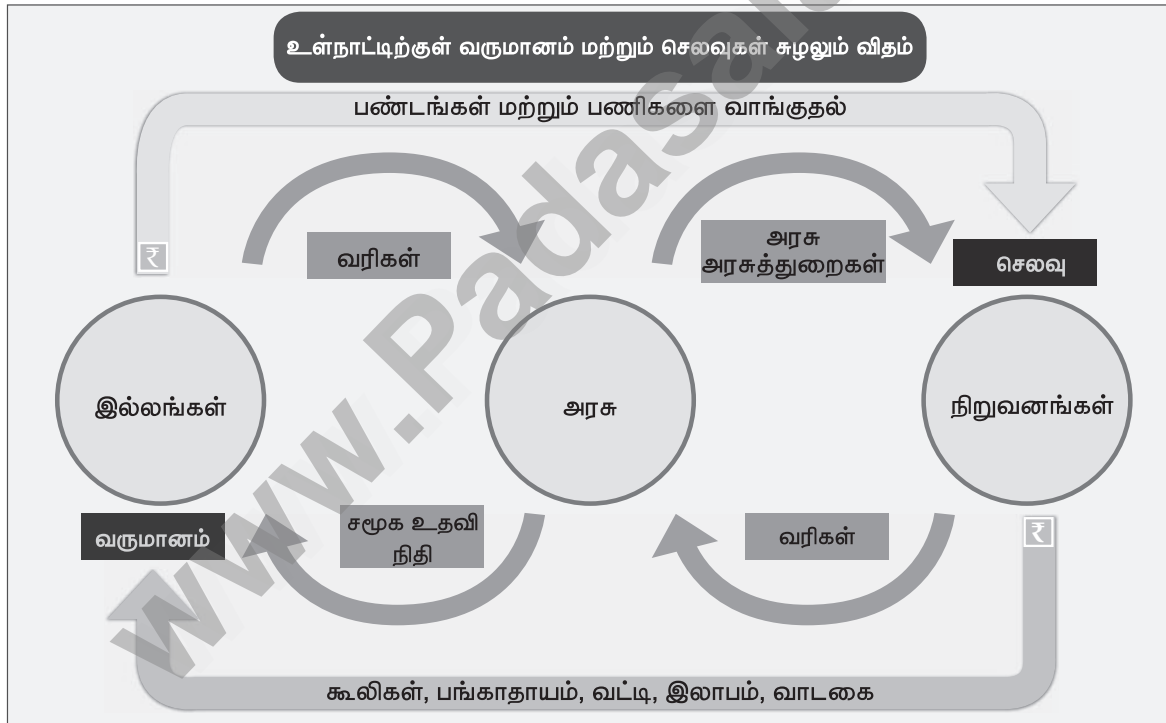 உள்நாட்டிற்குள் வருமானம் மற்றும் செலவுகள் சுழலும் விதம்
பண்டங்கள் மற்றும் பணிகளை வாங்குதல்
₹
வரிகள்
அரசு
அரசுத்துறைகள்
செலவு
இல்லங்கள்
அரசு
நிறுவனங்கள்
வருமானம்
சமூக உதவி
நிதி
வரிகள்
₹
கூலிகள், பங்காதாயம், வட்டி, இலாபம், வாடகை
www.Padasala